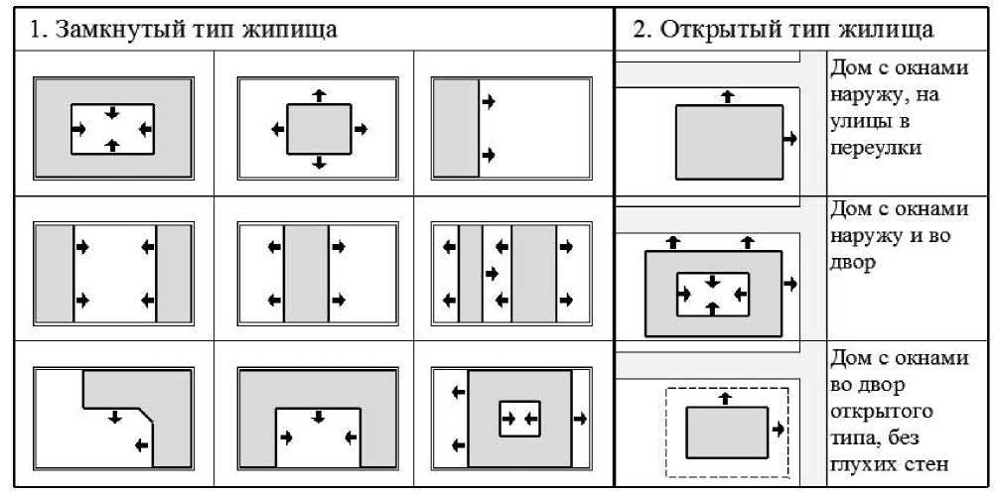 1. Замкнутый тип жипища
2. Открытый тип жилища
Дом с окнами
наружу, на
улицы в
переулки
Дом с окнами
наружу и во
двор
Дом с окнами
во двор
открытого
типа, без
глухих стен